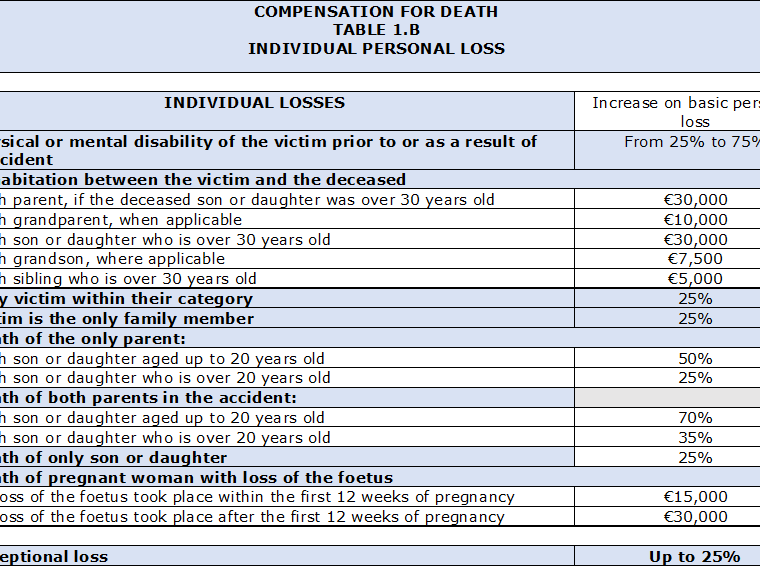 COMPENSATION FOR DEATH
TABLE 1.B
INDIVIDUAL PERSONAL LOSS
INDIVIDUAL LOSSES
Increase on basic pers
loss
sical or mental disability of the victim prior to or as a result of
cident
From 25% to 75%
abitation between the victim and the deceased
h parent, if the deceased son or daughter was over 30 years old €30,000
h grandparent, when applicable €10,000
h son or daughter who is over 30 years old €30,000
h grandson, where applicable €7,500
h sibling who is over 30 years old €5,000
y victim within their category 25%
tim is the only family member 25%
ath of the only parent:
h son or daughter aged up to 20 years old 50%
h son or daughter who is over 20 years old 25%
ath of both parents in the accident:
h son or daughter aged up to 20 years old 70%
h son or daughter who is over 20 years old 35%
ath of only son or daughter 25%
ath of pregnant woman with loss of the foetus
oss of the foetus took place within the first 12 weeks of pregnancy €15,000
oss of the foetus took place after the first 12 weeks of pregnancy €30,000
eptional loss Up to 25%